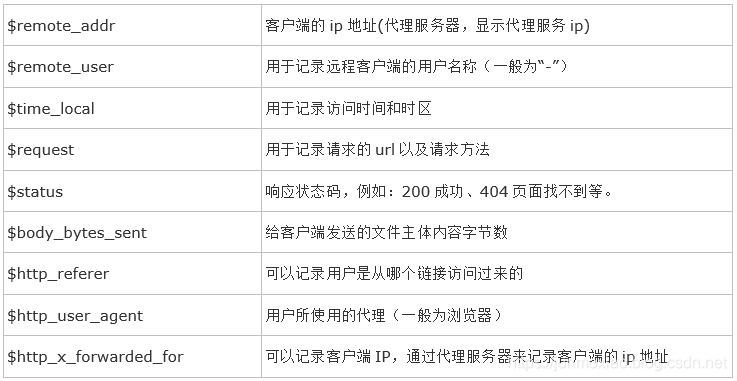 $remote_addr 客户端的 ip 地址(代理服务器，显示代理服务 ip)
$remote_user 用于记录远程客户端的用户名称（一般为“-”）
$time_local 用于记录访问时间和时区
$request 用于记录请求的 url 以及请求方法
$status 响应状态码，例如：200 成功、404 页面找不到等。
$body_bytes_sent 给客户端发送的文件主体内容字节数
$http_referer 可以记录用户是从哪个链接访问过来的
$http_user_agent 用户所使用的代理（一般为浏览器）
$http_x_forwarded_for 可以记录客户端 IP，通过代理服务器来记录客户端的 ip 地址